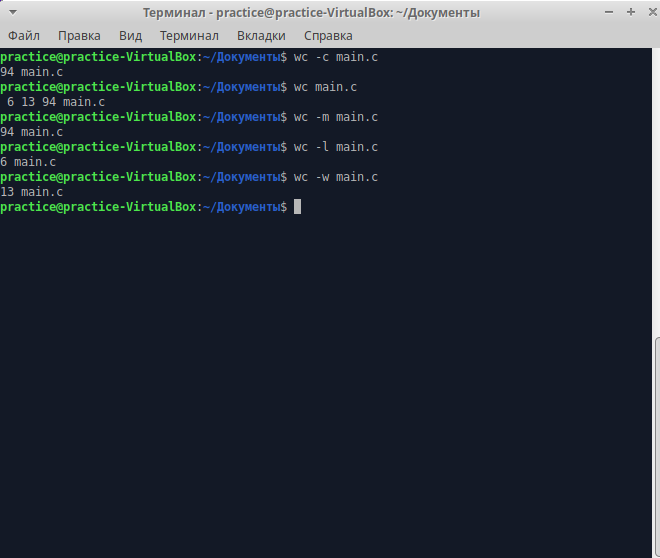 Терминал - practice@practice-VirtualBox: ~/Документы
Файл Правка Вид Терминал Вкладки Справка
practice@practice-VirtualBox:~/Документы$ wc -c main.c
94 main.c
practice@practice-VirtualBox:~/Документы$ wc main.c
 6 13 94 main.c
practice@practice-VirtualBox:~/Документы$ wc -m main.c
94 main.c
practice@practice-VirtualBox:~/Документы$ wc -l main.c
6 main.c
practice@practice-VirtualBox:~/Документы$ wc -w main.c
13 main.c
practice@practice-VirtualBox:~/Документы$